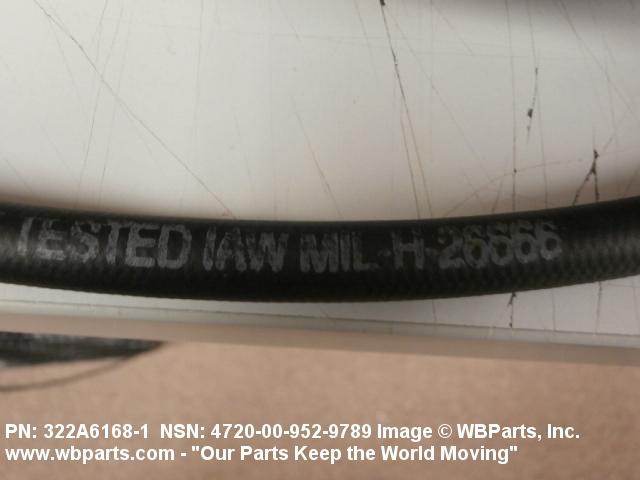 TESTED IAW MIL-H-26666
PN: 322A6168-1 NSN: 4720-00-952-9789 Image © WBParts, Inc.
www.wbparts.com - "Our Parts Keep the World Moving"